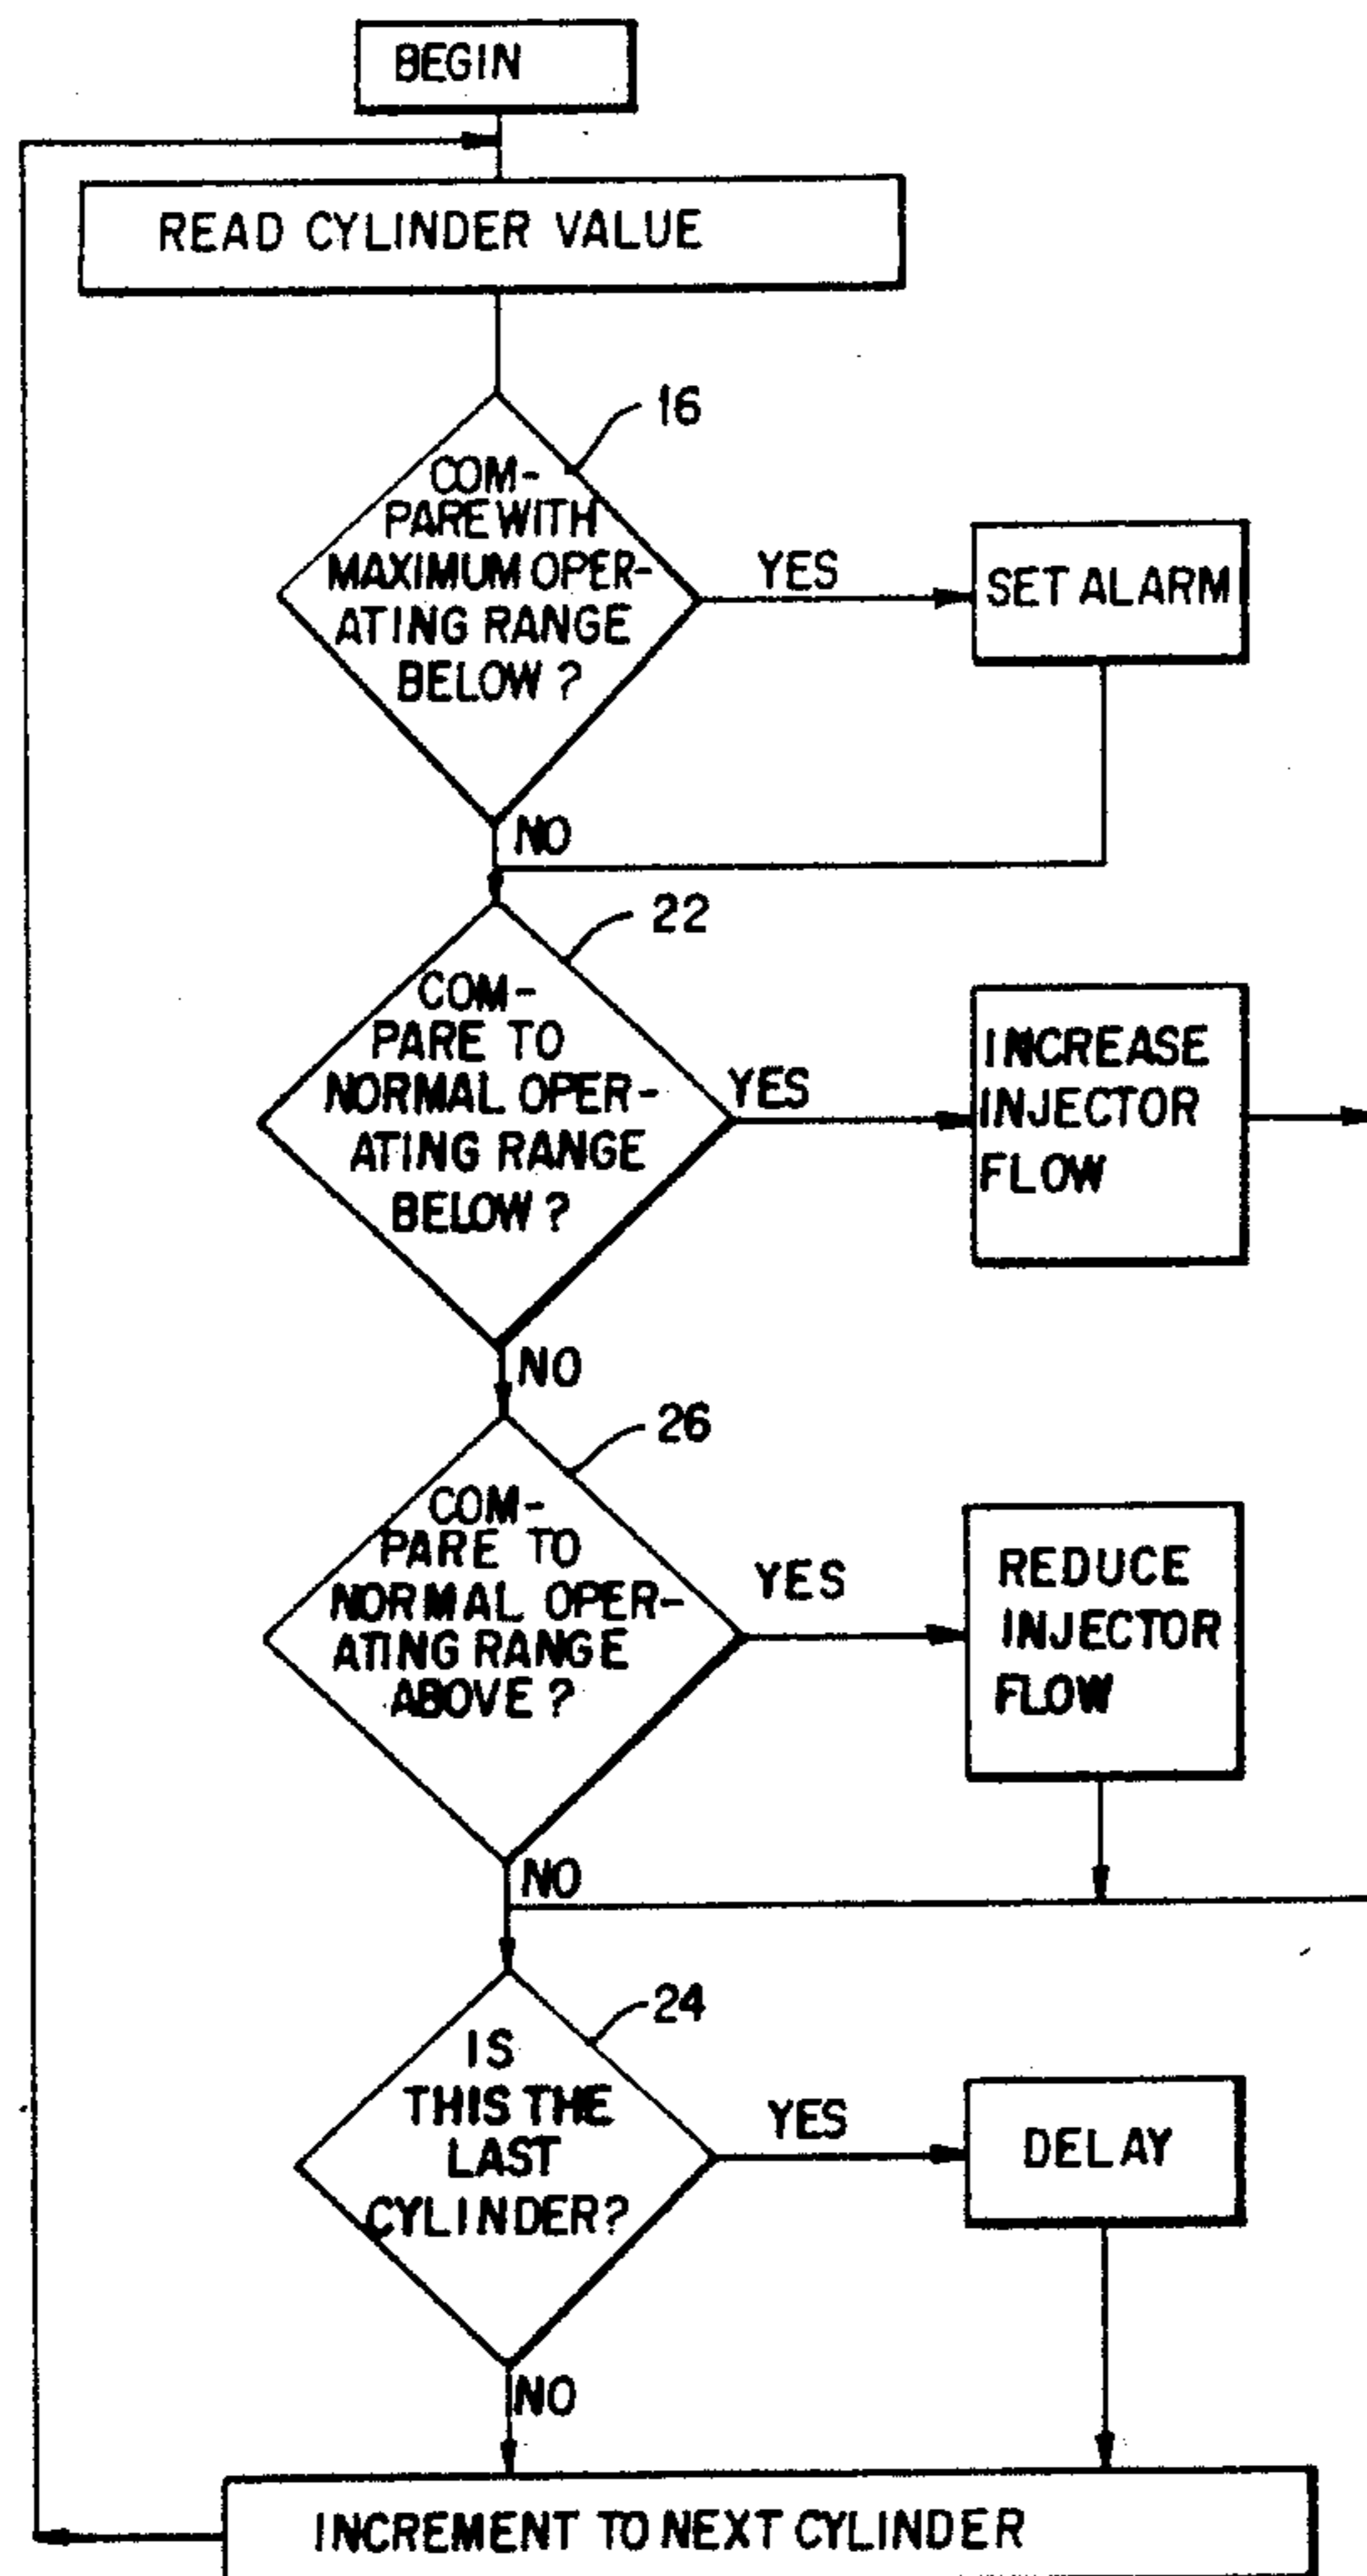 BEGIN
READ CYLINDER VALUE
16
COM-
PARE WITH
MAXIMUM OPER-
ATING RANGE
BELOW?
YES
SET ALARM
NO
22
COM-
PARE TO
NORMAL OPER-
ATING RANGE
BELOW?
YES
INCREASE
INJECTOR
FLOW
NO
26
COM-
PARE TO
NORMAL OPER-
ATING RANGE
ABOVE?
YES
REDUCE
INJECTOR
FLOW
NO
24
IS
THIS THE
LAST
CYLINDER?
YES
DELAY
NO
INCREMENT TO NEXT CYLINDER